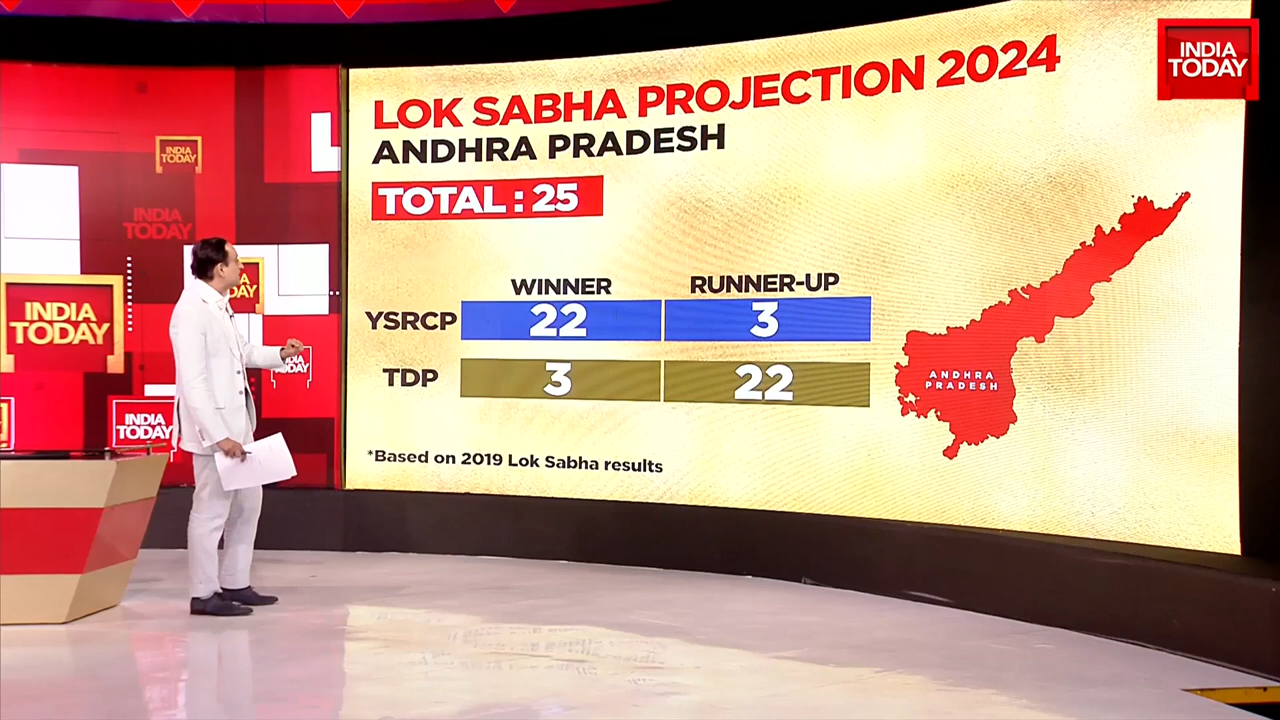 LOK SABHA PROJECTION 2024
ANDHRA PRADESH
TOTAL : 25
WINNER RUNNER-UP
YSRCP 22 3
TDP 3 22
*Based on 2019 Lok Sabha results
ANDHRA
PRADESH
INDIA
TODAY
INDIA
TODAY
INDIA
TODAY
INDIA
TODAY
INDIA
TODAY